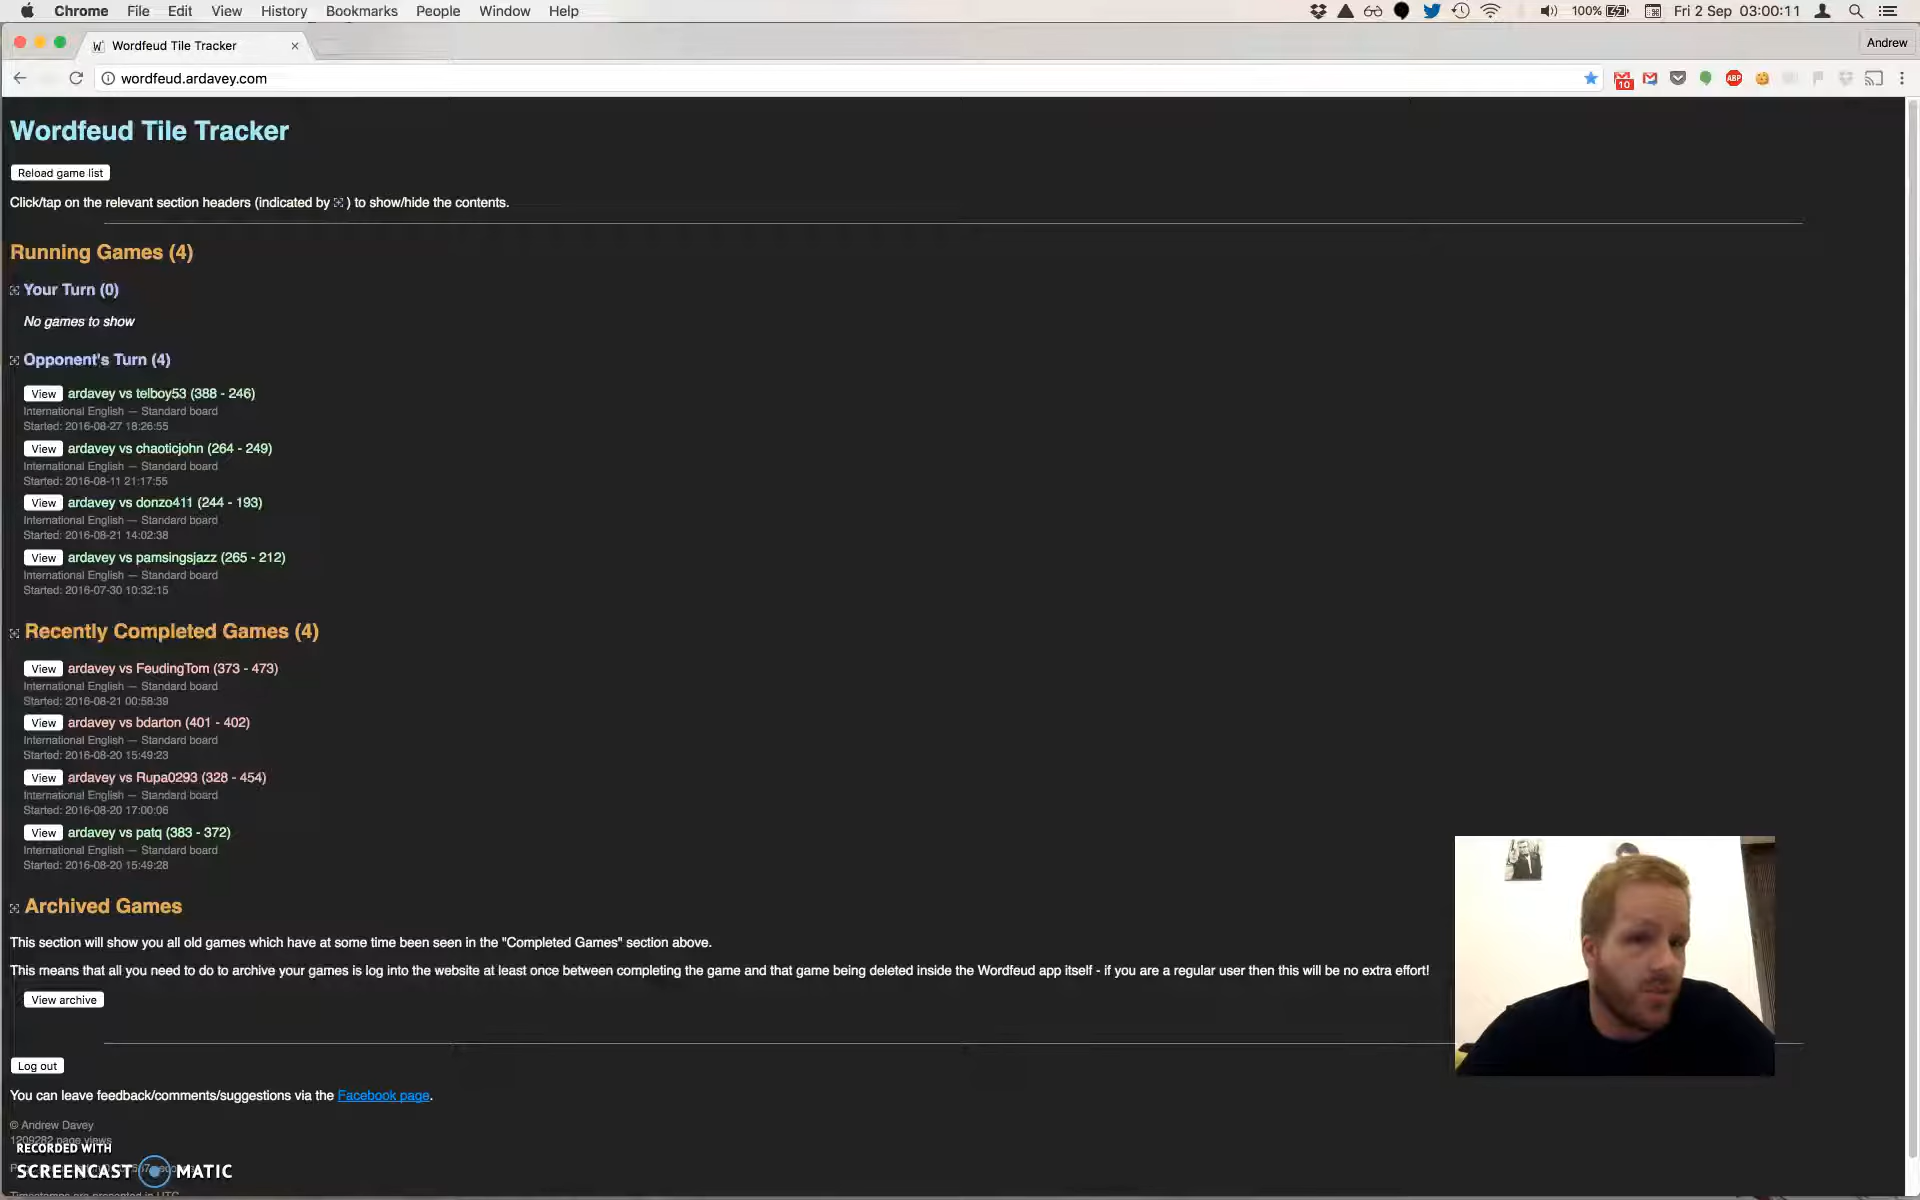 Chrome File Edit View History Bookmarks People Window Help 100% Fri 2 Sep 03:00:11
Wordfeud Tile Tracker
Andrew
wordfeud.ardavey.com
10
ABP
Wordfeud Tile Tracker
Reload game list
Click/tap on the relevant section headers (indicated by ) to show/hide the contents.
Running Games (4)
Your Turn (0)
No games to show
Opponent's Turn (4)
View ardavey vs telboy53 (388 - 246)
International English — Standard board
Started: 2016-08-27 18:26:55
View ardavey vs chaoticjohn (264 - 249)
International English — Standard board
Started: 2016-08-11 21:17:55
View ardavey vs donzo411 (244 - 193)
International English — Standard board
Started: 2016-08-21 14:02:38
View ardavey vs pamsingsjazz (265 - 212)
International English — Standard board
Started: 2016-07-30 10:32:15
Recently Completed Games (4)
View ardavey vs FeudingTom (373 - 473)
International English — Standard board
Started: 2016-08-21 00:58:39
View ardavey vs bdarton (401 - 402)
International English — Standard board
Started: 2016-08-20 15:49:23
View ardavey vs Rupa0293 (328 - 454)
International English — Standard board
Started: 2016-08-20 17:00:06
View ardavey vs patq (383 - 372)
International English — Standard board
Started: 2016-08-20 15:49:28
Archived Games
This section will show you all old games which have at some time been seen in the "Completed Games" section above.
This means that all you need to do to archive your games is log into the website at least once between completing the game and that game being deleted inside the Wordfeud app itself - if you are a regular user then this will be no extra effort!
View archive
Log out
You can leave feedback/comments/suggestions via the Facebook page.
© Andrew Davey
1209282 page views
RECORDED WITH
SCREENCAST MATIC
Timestamps are presented in UTC